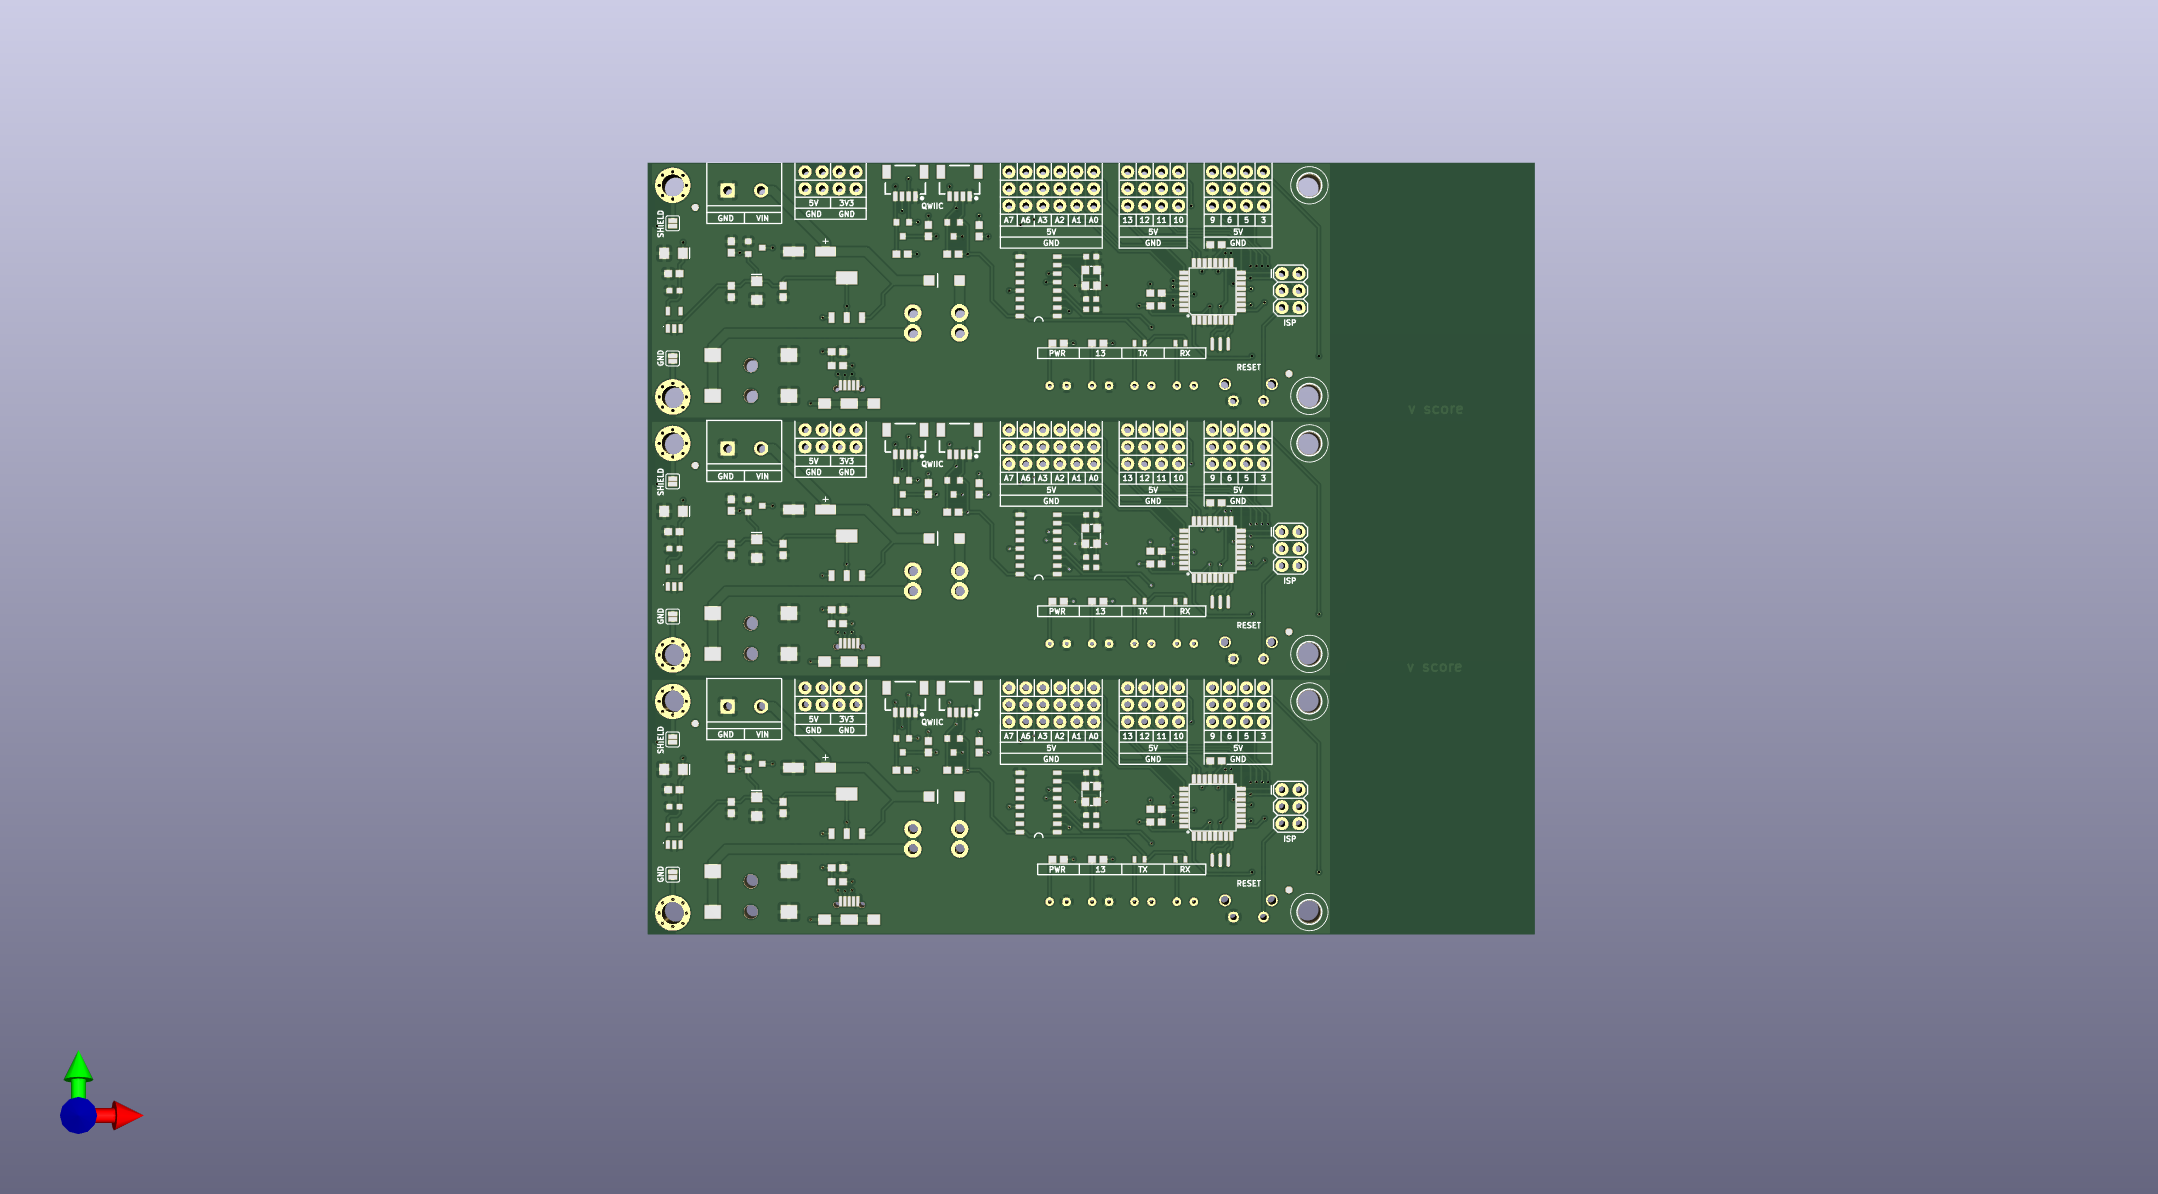 SHIELD
GND VIN
5V 3V3
GND GND
QWIIC
A7 A6 A3 A2 A1 A0
5V
GND
13 12 11 10
5V
GND
9 6 5 3
5V
GND
ISP
GND
PWR 13 TX RX
RESET
v score
SHIELD
GND VIN
5V 3V3
GND GND
QWIIC
A7 A6 A3 A2 A1 A0
5V
GND
13 12 11 10
5V
GND
9 6 5 3
5V
GND
ISP
GND
PWR 13 TX RX
RESET
v score
SHIELD
GND VIN
5V 3V3
GND GND
QWIIC
A7 A6 A3 A2 A1 A0
5V
GND
13 12 11 10
5V
GND
9 6 5 3
5V
GND
ISP
GND
PWR 13 TX RX
RESET